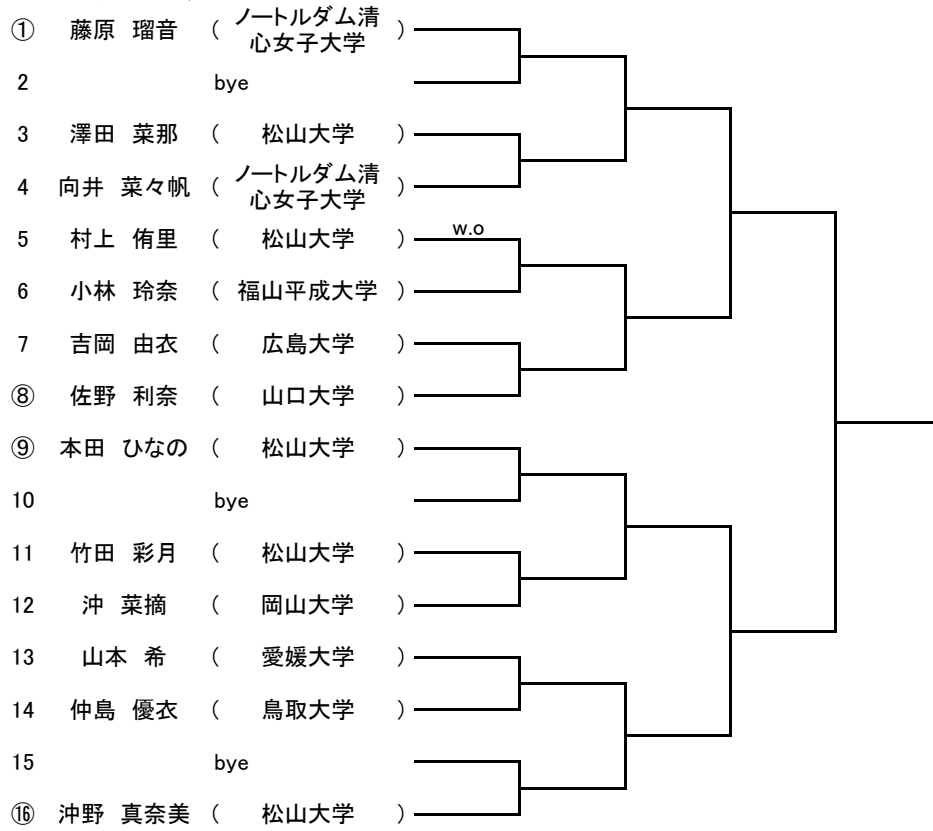 ① 藤原 瑠音 ( ノートルダム清心女子大学 )
2 bye
3 澤田 菜那 ( 松山大学 )
4 向井 菜々帆 ( ノートルダム清心女子大学 )
5 村上 侑里 ( 松山大学 ) w.o
6 小林 玲奈 ( 福山平成大学 )
7 吉岡 由衣 ( 広島大学 )
⑧ 佐野 利奈 ( 山口大学 )
⑨ 本田 ひなの ( 松山大学 )
10 bye
11 竹田 彩月 ( 松山大学 )
12 沖 菜摘 ( 岡山大学 )
13 山本 希 ( 愛媛大学 )
14 仲島 優衣 ( 鳥取大学 )
15 bye
⑯ 沖野 真奈美 ( 松山大学 )